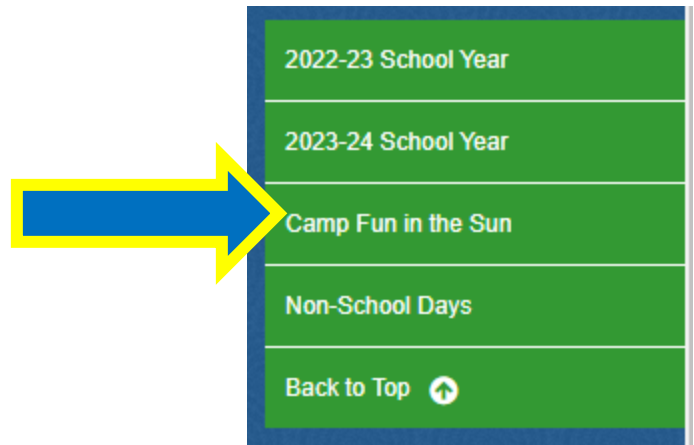 2022-23 School Year
2023-24 School Year
Camp Fun in the Sun
Non-School Days
Back to Top